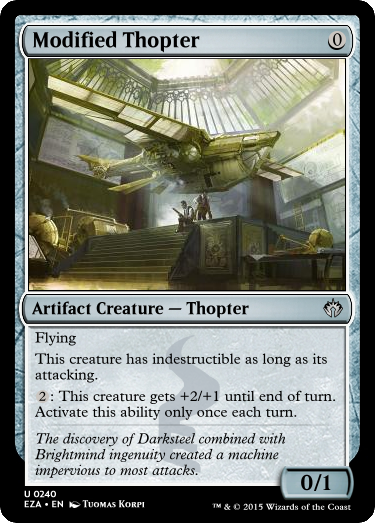 Modified Thopter 0
Artifact Creature — Thopter
Flying
This creature has indestructible as long as its
attacking.
2 : This creature gets +2/+1 until end of turn.
Activate this ability only once each turn.
The discovery of Darksteel combined with
Brightmind ingenuity created a machine
impervious to most attacks.
0/1
U 0240
EZA • EN Tuomas Korpi
™ & © 2015 Wizards of the Coast